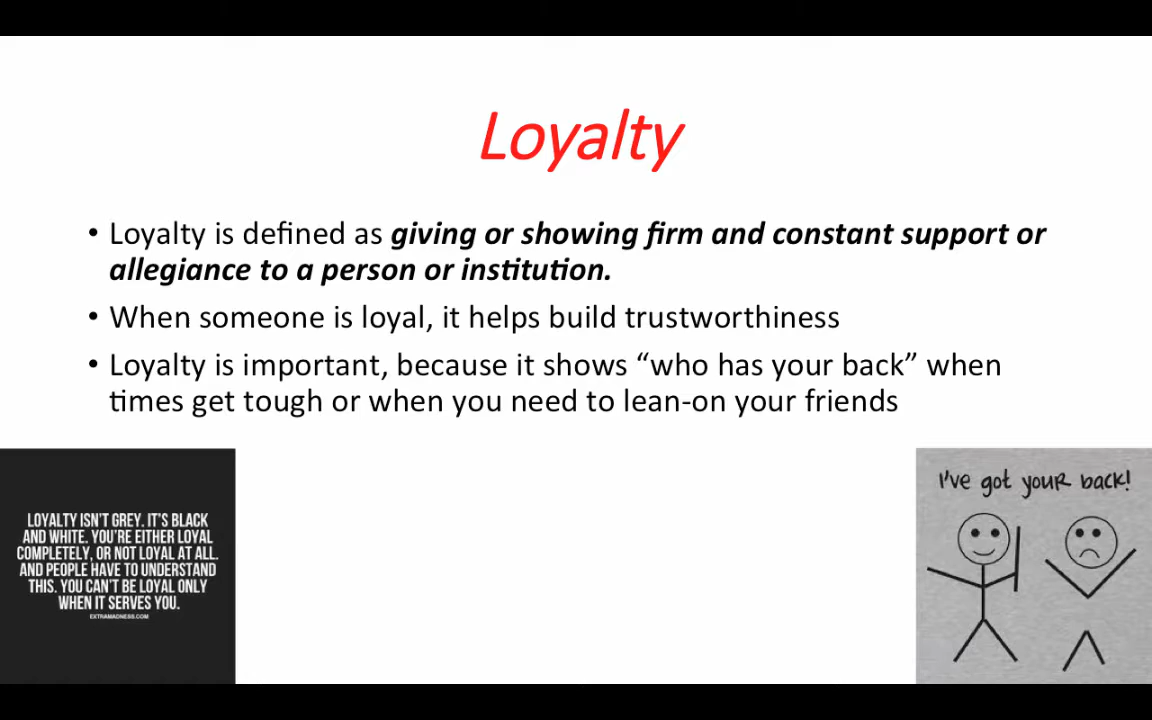 Loyalty
• Loyalty is defined as giving or showing firm and constant support or
allegiance to a person or institution.
• When someone is loyal, it helps build trustworthiness
• Loyalty is important, because it shows “who has your back” when
times get tough or when you need to lean-on your friends
LOYALTY ISN'T GREY. IT'S BLACK
AND WHITE. YOU'RE EITHER LOYAL
COMPLETELY, OR NOT LOYAL AT ALL.
AND PEOPLE HAVE TO UNDERSTAND
THIS. YOU CAN'T BE LOYAL ONLY
WHEN IT SERVES YOU.
EXTRAMADNESS.COM
I've got your back!